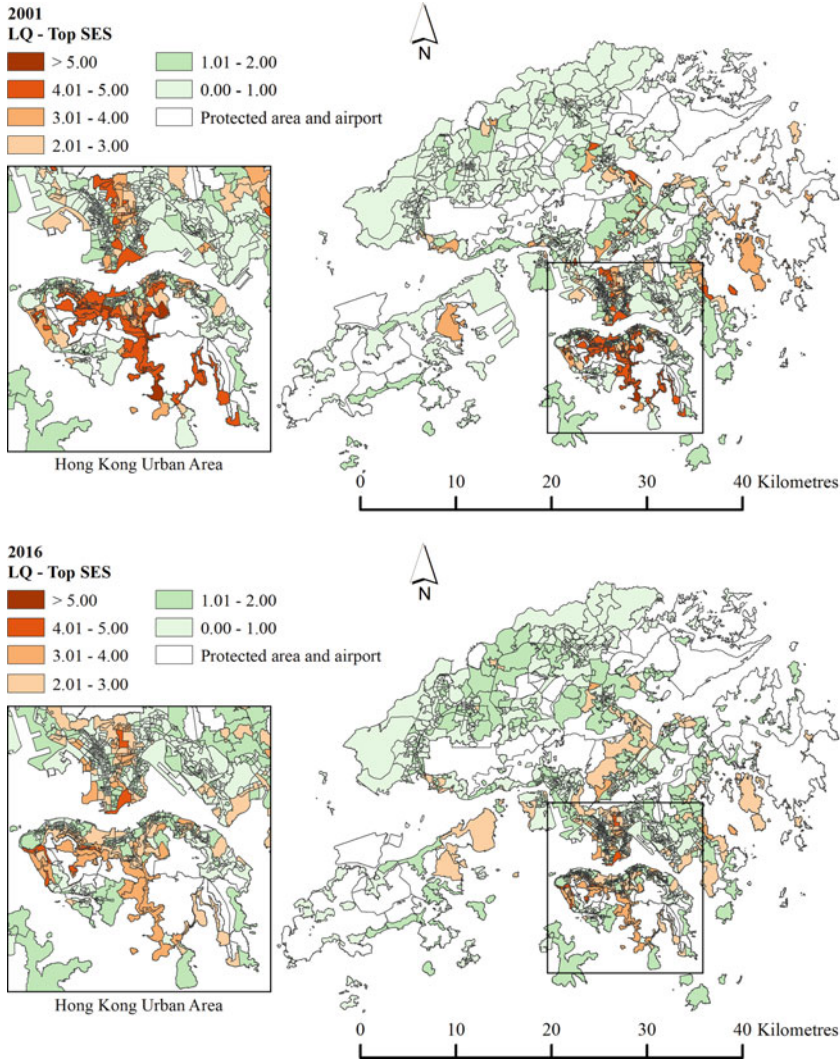 2001
LQ - Top SES
> 5.00
4.01 - 5.00
3.01 - 4.00
2.01 - 3.00
1.01 - 2.00
0.00 - 1.00
Protected area and airport
N
Hong Kong Urban Area
0 10 20 30 40 Kilometres
2016
LQ - Top SES
> 5.00
4.01 - 5.00
3.01 - 4.00
2.01 - 3.00
1.01 - 2.00
0.00 - 1.00
Protected area and airport
N
Hong Kong Urban Area
0 10 20 30 40 Kilometres